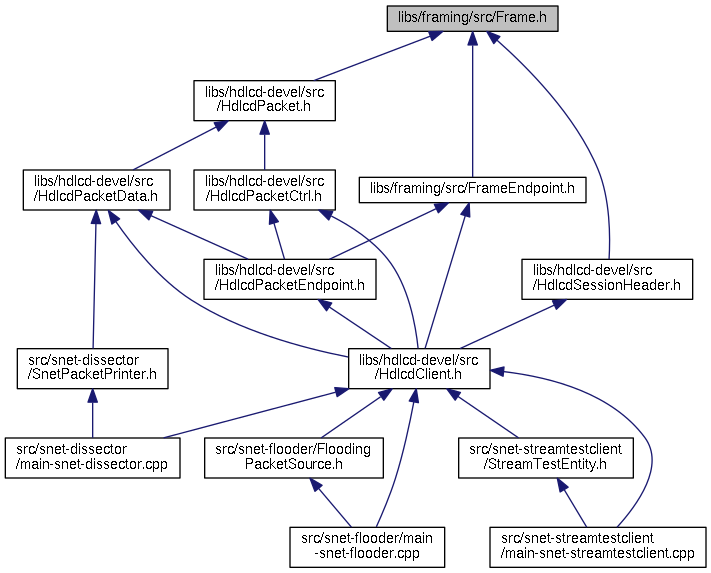 libs/framing/src/Frame.h
libs/hdlcd-devel/src
/HdlcdPacket.h
libs/hdlcd-devel/src
/HdlcdPacketData.h
libs/hdlcd-devel/src
/HdlcdPacketCtrl.h
libs/framing/src/FrameEndpoint.h
libs/hdlcd-devel/src
/HdlcdPacketEndpoint.h
libs/hdlcd-devel/src
/HdlcdSessionHeader.h
src/snet-dissector
/SnetPacketPrinter.h
libs/hdlcd-devel/src
/HdlcdClient.h
src/snet-dissector
/main-snet-dissector.cpp
src/snet-flooder/Flooding
PacketSource.h
src/snet-streamtestclient
/StreamTestEntity.h
src/snet-flooder/main
-snet-flooder.cpp
src/snet-streamtestclient
/main-snet-streamtestclient.cpp